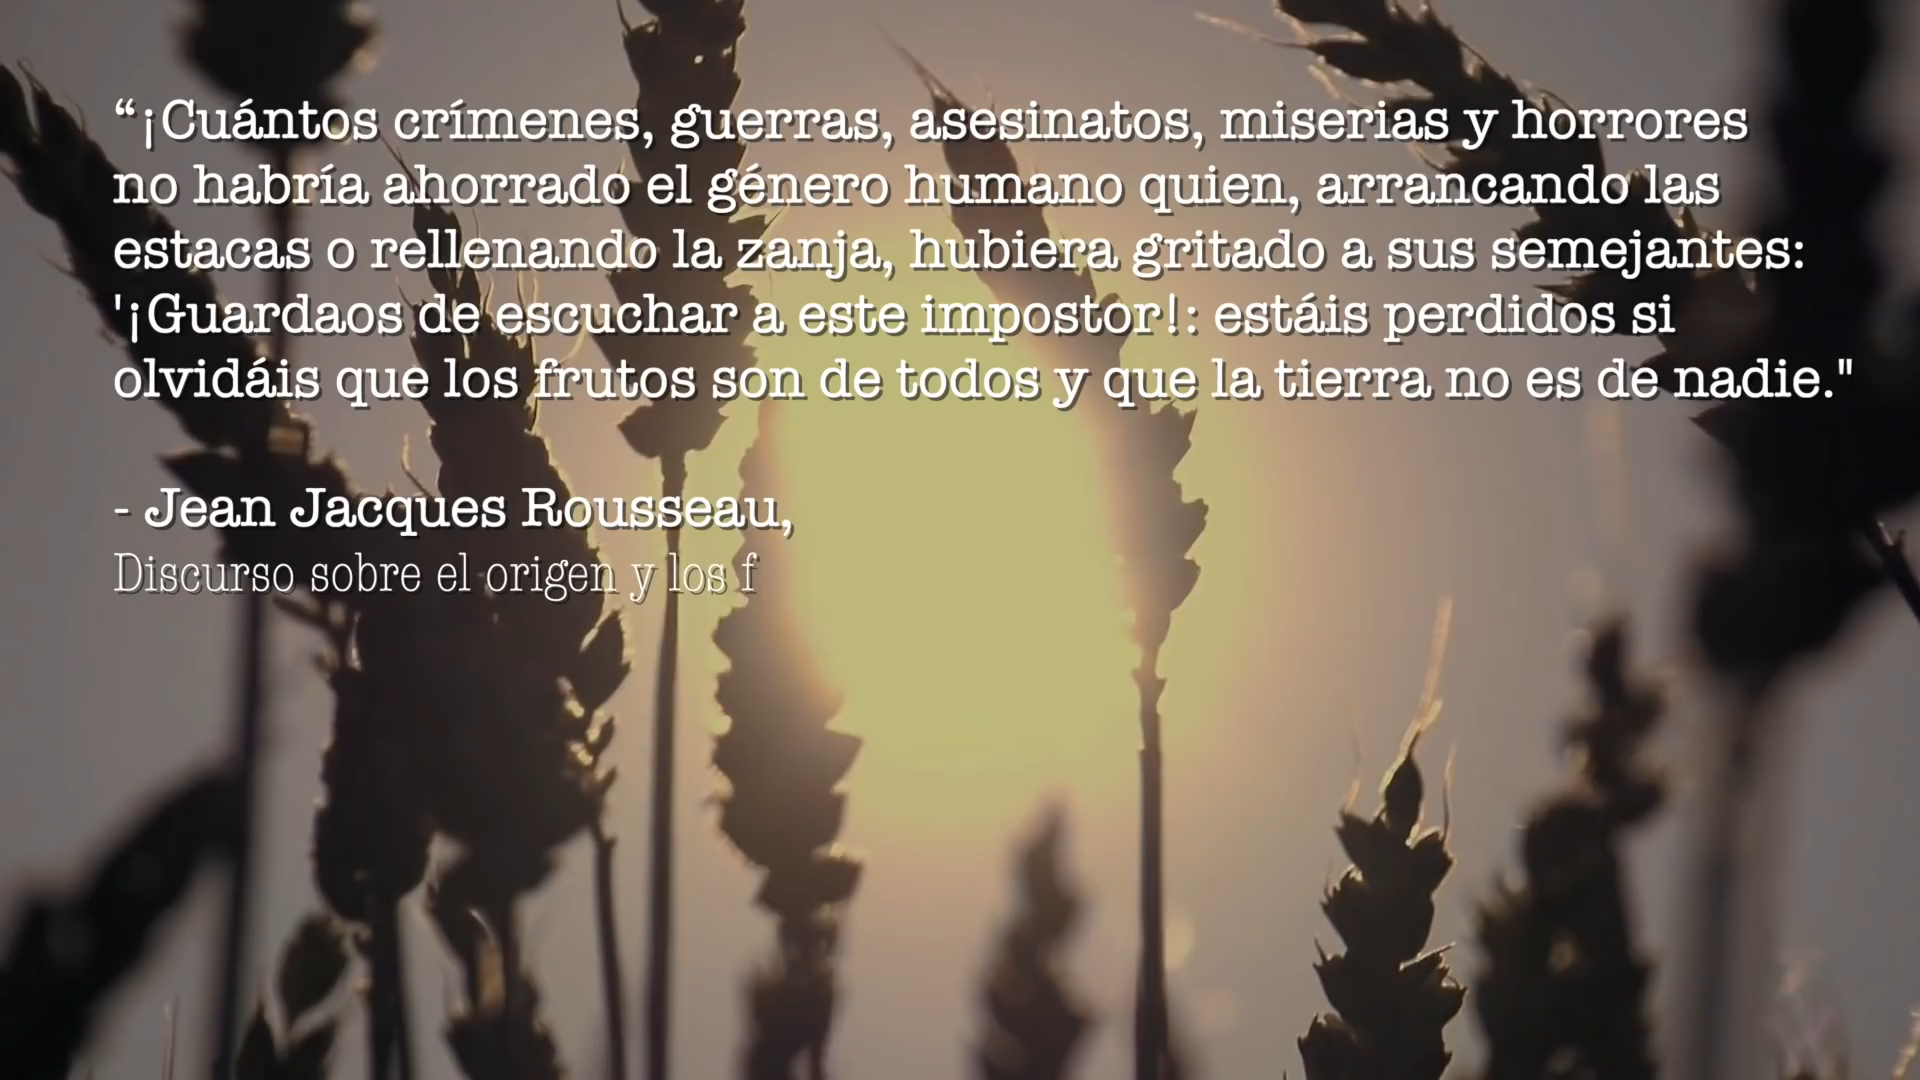 “¡Cuántos crímenes, guerras, asesinatos, miserias y horrores
no habría ahorrado el género humano quien, arrancando las
estacas o rellenando la zanja, hubiera gritado a sus semejantes:
'¡Guardaos de escuchar a este impostor!: estáis perdidos si
olvidáis que los frutos son de todos y que la tierra no es de nadie."
- Jean Jacques Rousseau,
Discurso sobre el origen y los f